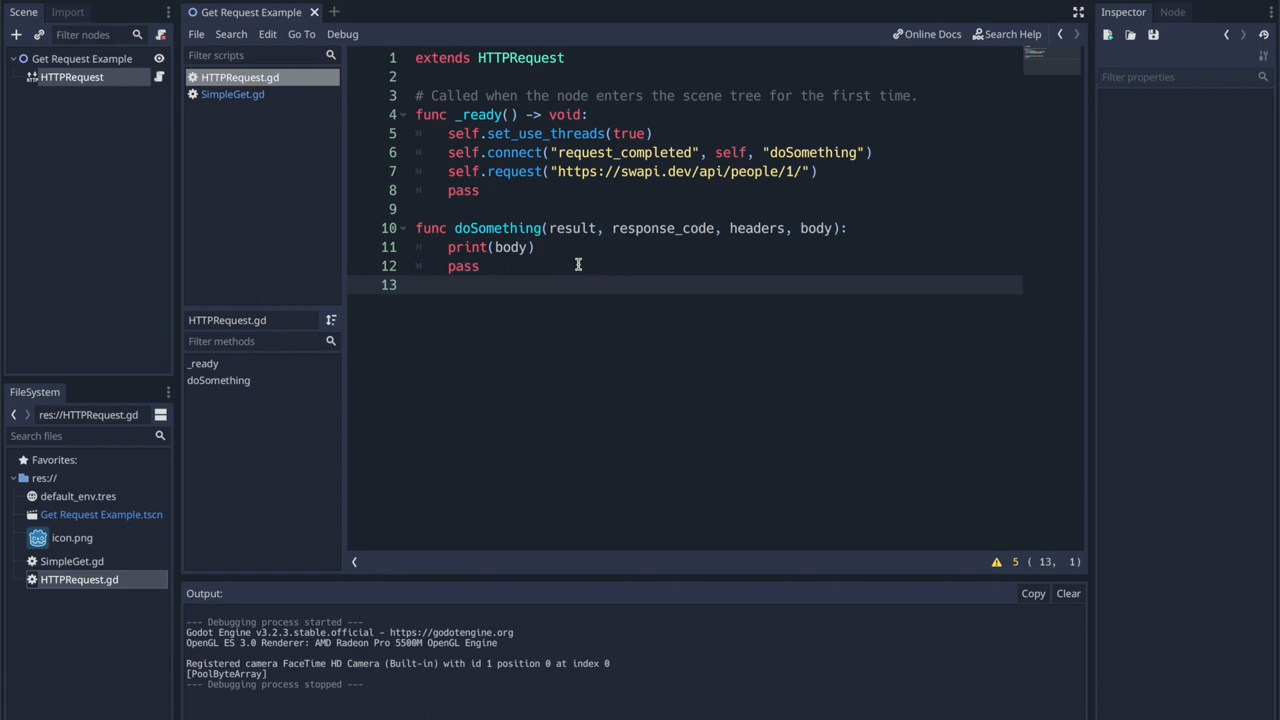 Scene Import
Filter nodes
Get Request Example
HTTPRequest
FileSystem
res://HTTPRequest.gd
Search files
Favorites:
res://
default_env.tres
Get Request Example.tscn
icon.png
SimpleGet.gd
HTTPRequest.gd
Get Request Example
File Search Edit Go To Debug
Online Docs Search Help
Filter scripts
HTTPRequest.gd
SimpleGet.gd
HTTPRequest.gd
Filter methods
_ready
doSomething
1 extends HTTPRequest
2
3 # Called when the node enters the scene tree for the first time.
4 func _ready() -> void:
5 self.set_use_threads(true)
6 self.connect("request_completed", self, "doSomething")
7 self.request("https://swapi.dev/api/people/1/")
8 pass
9
10 func doSomething(result, response_code, headers, body):
11 print(body)
12 pass
13
5 ( 13, 1)
Output:
Copy Clear
--- Debugging process started ---
Godot Engine v3.2.3.stable.official - https://godotengine.org
OpenGL ES 3.0 Renderer: AMD Radeon Pro 5500M OpenGL Engine
Registered camera FaceTime HD Camera (Built-in) with id 1 position 0 at index 0
[PoolByteArray]
--- Debugging process stopped ---
Inspector Node
Filter properties